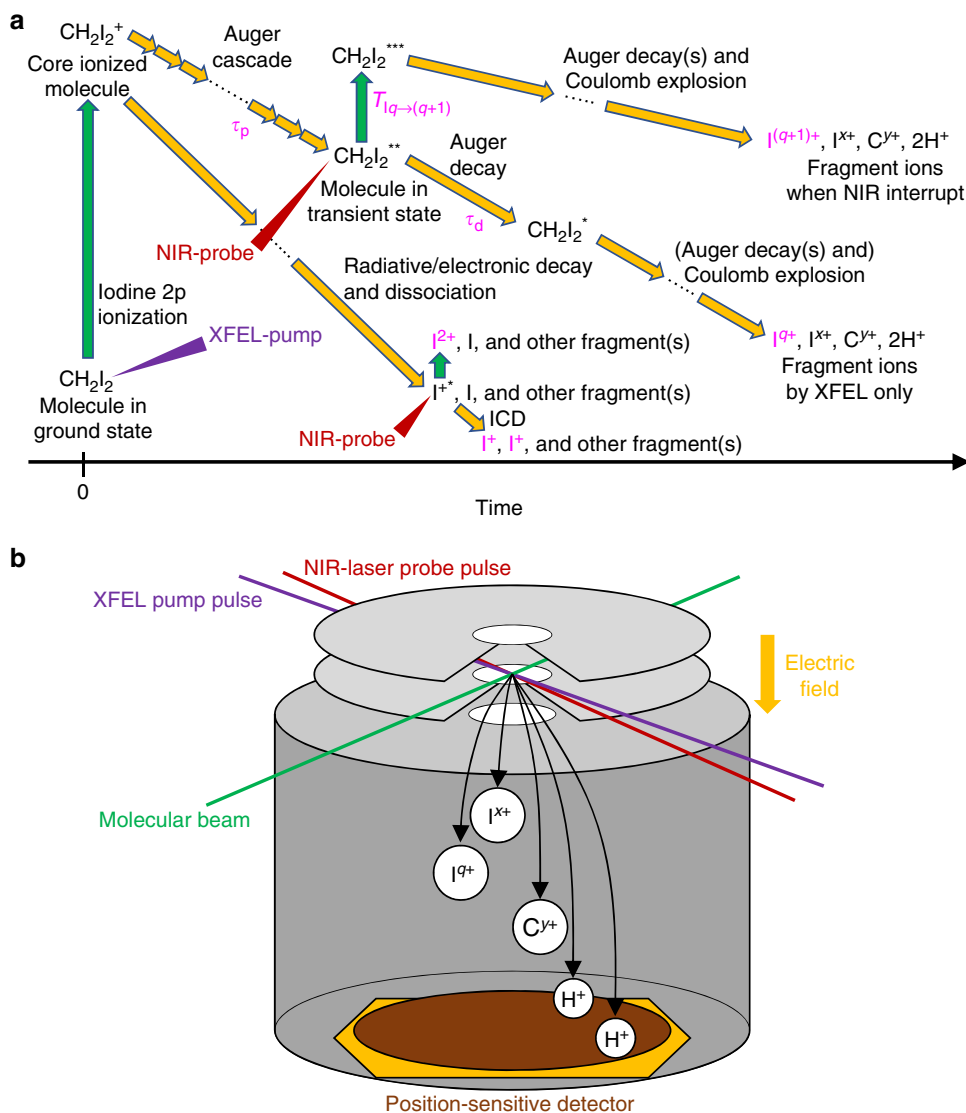 a
CH₂I₂⁺
Core ionized
molecule
Auger
cascade
τp
CH₂I₂***
T_Iq→(q+1)
CH₂I₂**
Molecule in
transient state
Auger
decay
τd
CH₂I₂*
Auger decay(s) and
Coulomb explosion
I⁽q⁺¹⁾⁺, Iˣ⁺, Cʸ⁺, 2H⁺
Fragment ions
when NIR interrupt
(Auger decay(s) and)
Coulomb explosion
Iq⁺, Iˣ⁺, Cʸ⁺, 2H⁺
Fragment ions
by XFEL only
NIR-probe
Radiative/electronic decay
and dissociation
Iodine 2p
ionization
XFEL-pump
CH₂I₂
Molecule in
ground state
I²⁺, I, and other fragment(s)
I⁺*, I, and other fragment(s)
NIR-probe
ICD
I⁺, I⁺, and other fragment(s)
0
Time
b
NIR-laser probe pulse
XFEL pump pulse
Electric
field
Molecular beam
Iˣ⁺
Iq⁺
Cʸ⁺
H⁺
H⁺
Position-sensitive detector